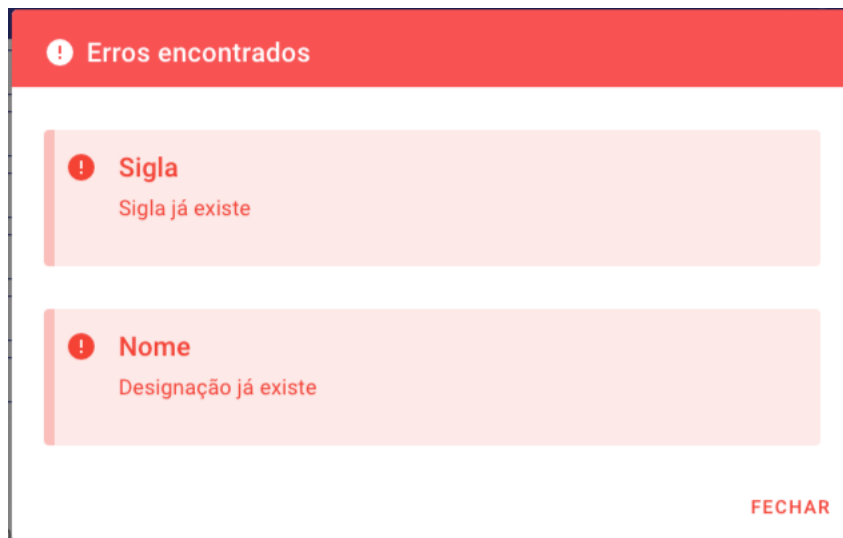 Erros encontrados
Sigla
Sigla já existe
Nome
Designação já existe
FECHAR